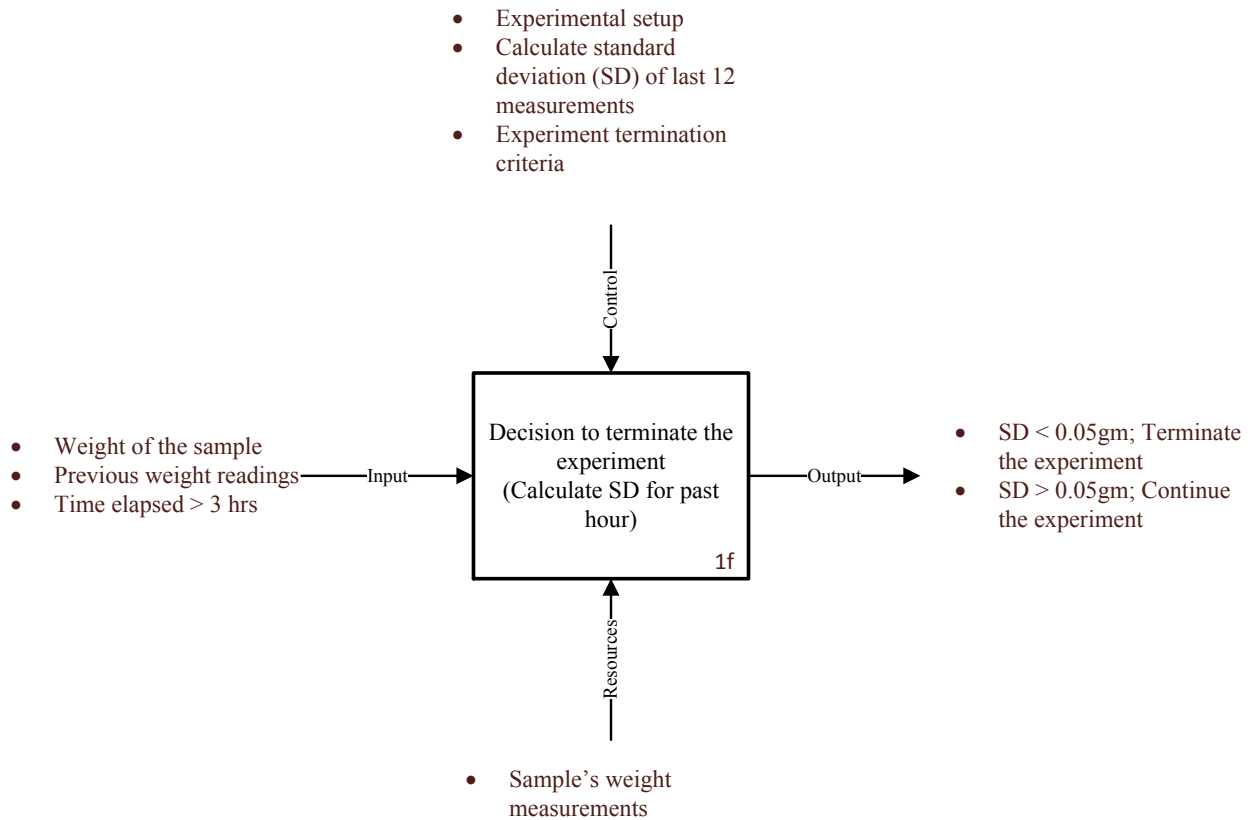 • Experimental setup
• Calculate standard
deviation (SD) of last 12
measurements
• Experiment termination
criteria
Control
• Weight of the sample
• Previous weight readings
• Time elapsed > 3 hrs
Input
Decision to terminate the
experiment
(Calculate SD for past
hour)
1f
Output
• SD < 0.05gm; Terminate
the experiment
• SD > 0.05gm; Continue
the experiment
Resources
• Sample’s weight
measurements